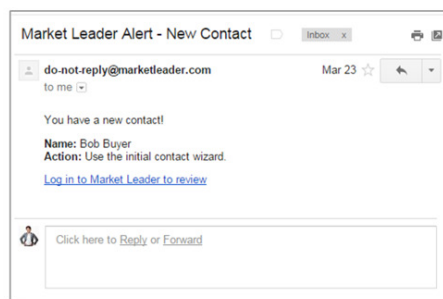 Market Leader Alert - New Contact
Inbox x
do-not-reply@marketleader.com
Mar 23
to me
You have a new contact!
Name: Bob Buyer
Action: Use the initial contact wizard.
Log in to Market Leader to review
Click here to Reply or Forward